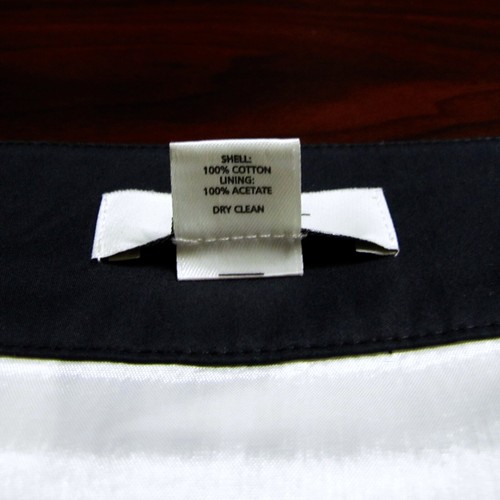 SHELL:
100% COTTON
LINING:
100% ACETATE
DRY CLEAN